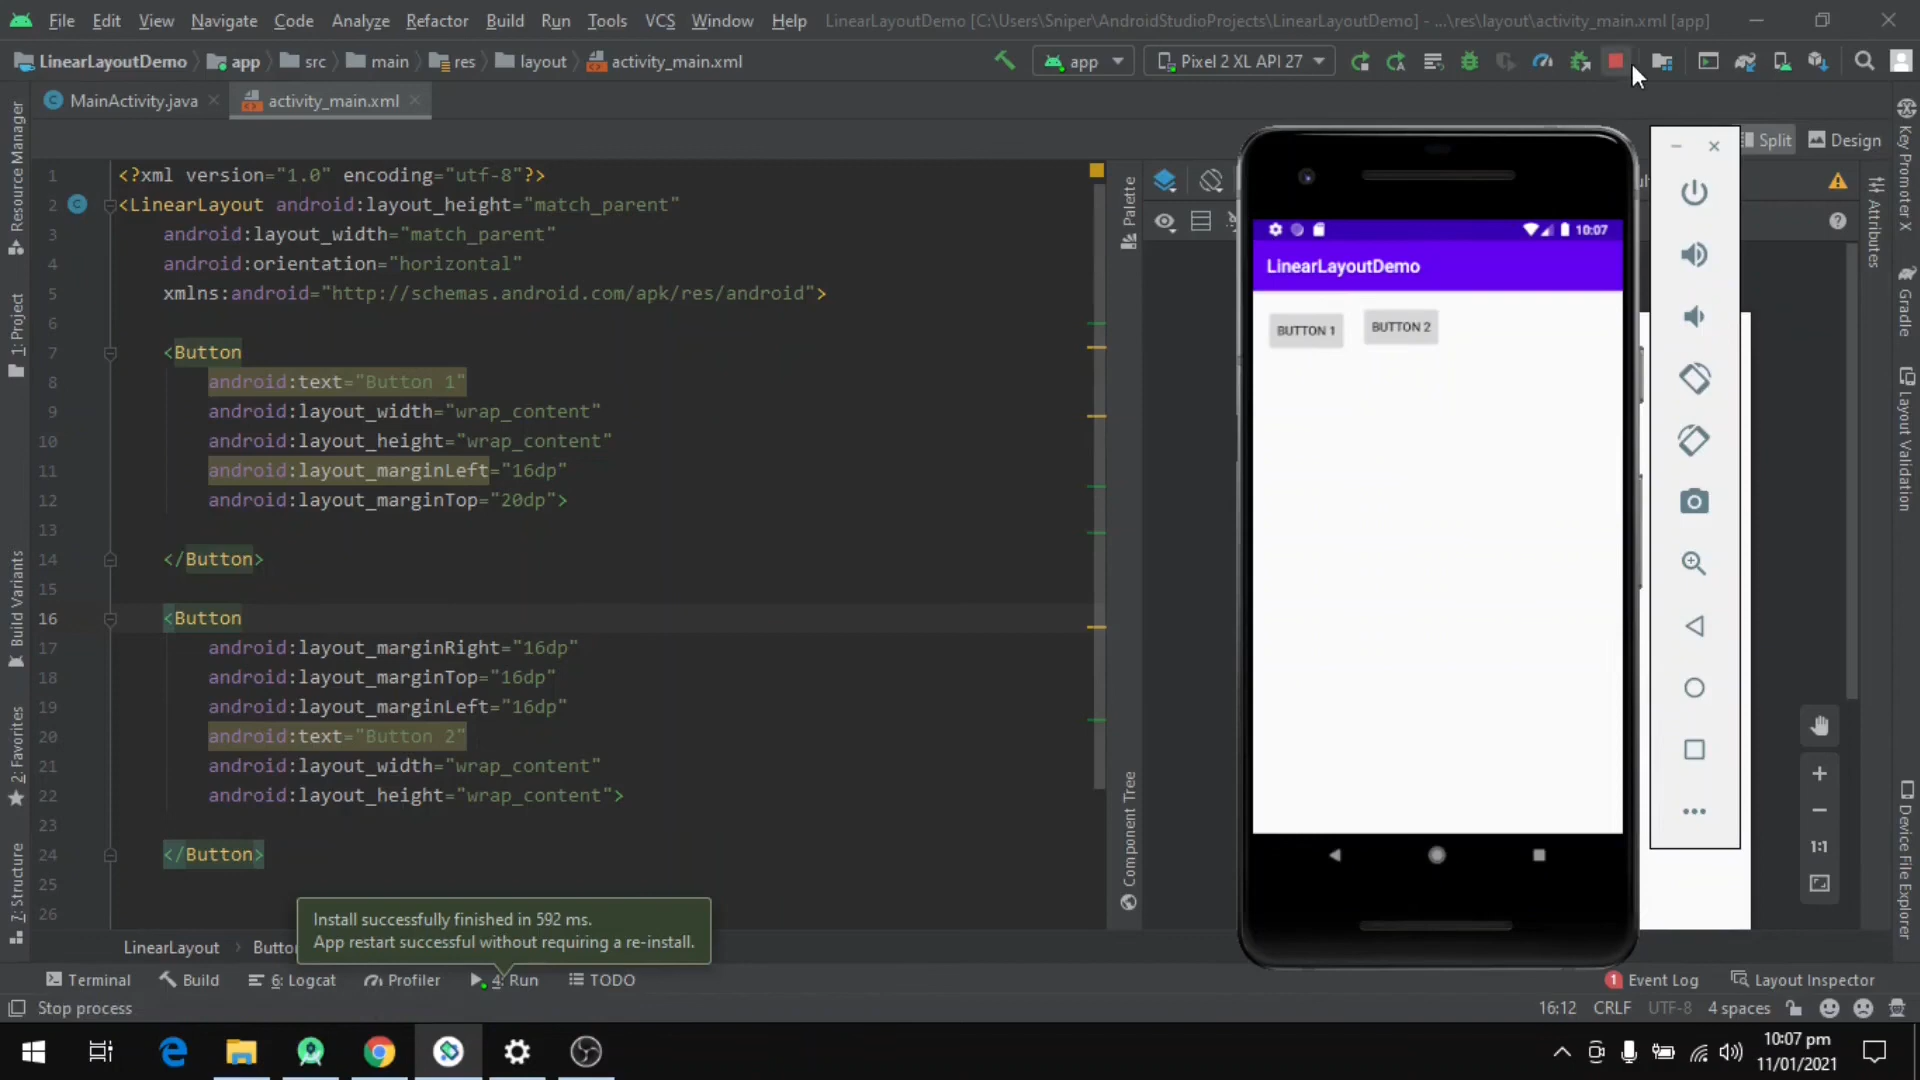 File Edit View Navigate Code Analyze Refactor Build Run Tools VCS Window Help LinearLayoutDemo [C:\Users\Sniper\AndroidStudioProjects\LinearLayoutDemo] - ...\res\layout\activity_main.xml [app]
LinearLayoutDemo app src main res layout activity_main.xml app Pixel 2 XL API 27
MainActivity.java activity_main.xml
Split Design
Resource Manager
1: Project
Build Variants
2: Favorites
7: Structure
1 <?xml version="1.0" encoding="utf-8"?>
2 <LinearLayout android:layout_height="match_parent"
3 android:layout_width="match_parent"
4 android:orientation="horizontal"
5 xmlns:android="http://schemas.android.com/apk/res/android">
6
7 <Button
8 android:text="Button 1"
9 android:layout_width="wrap_content"
10 android:layout_height="wrap_content"
11 android:layout_marginLeft="16dp"
12 android:layout_marginTop="20dp">
13
14 </Button>
15
16 <Button
17 android:layout_marginRight="16dp"
18 android:layout_marginTop="16dp"
19 android:layout_marginLeft="16dp"
20 android:text="Button 2"
21 android:layout_width="wrap_content"
22 android:layout_height="wrap_content">
23
24 </Button>
25
26
Palette
Component Tree
10:07
LinearLayoutDemo
BUTTON 1 BUTTON 2
1:1
Attributes
Key Promoter X
Gradle
Layout Validation
Device File Explorer
Install successfully finished in 592 ms.
App restart successful without requiring a re-install.
LinearLayout
Terminal Build 6: Logcat Profiler 4: Run TODO 1 Event Log Layout Inspector
Stop process 16:12 CRLF UTF-8 4 spaces
10:07 pm
11/01/2021